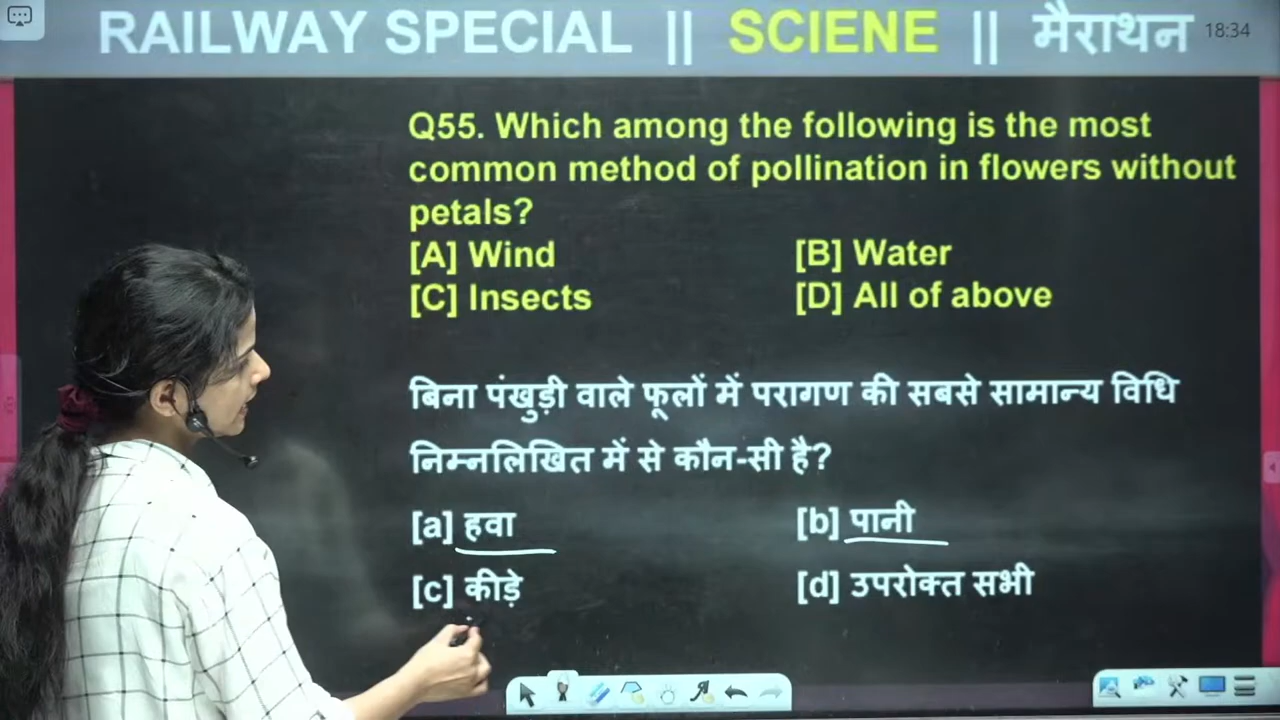 RAILWAY SPECIAL || SCIENE || मैराथन 18:34
Q55. Which among the following is the most
common method of pollination in flowers without
petals?
[A] Wind [B] Water
[C] Insects [D] All of above
बिना पंखुड़ी वाले फूलों में परागण की सबसे सामान्य विधि
निम्नलिखित में से कौन-सी है?
[a] हवा [b] पानी
[c] कीड़े [d] उपरोक्त सभी